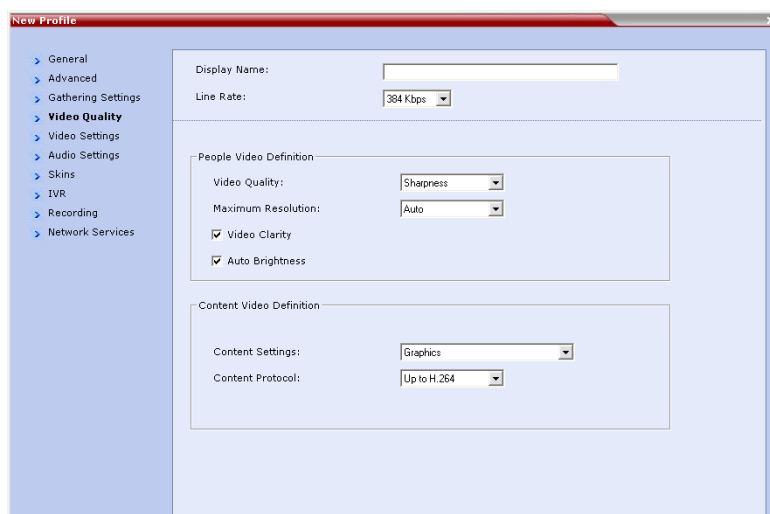 New Profile
General
Advanced
Gathering Settings
Video Quality
Video Settings
Audio Settings
Skins
IVR
Recording
Network Services
Display Name:
Line Rate: 384 Kbps
People Video Definition
Video Quality: Sharpness
Maximum Resolution: Auto
Video Clarity
Auto Brightness
Content Video Definition
Content Settings: Graphics
Content Protocol: Up to H.264